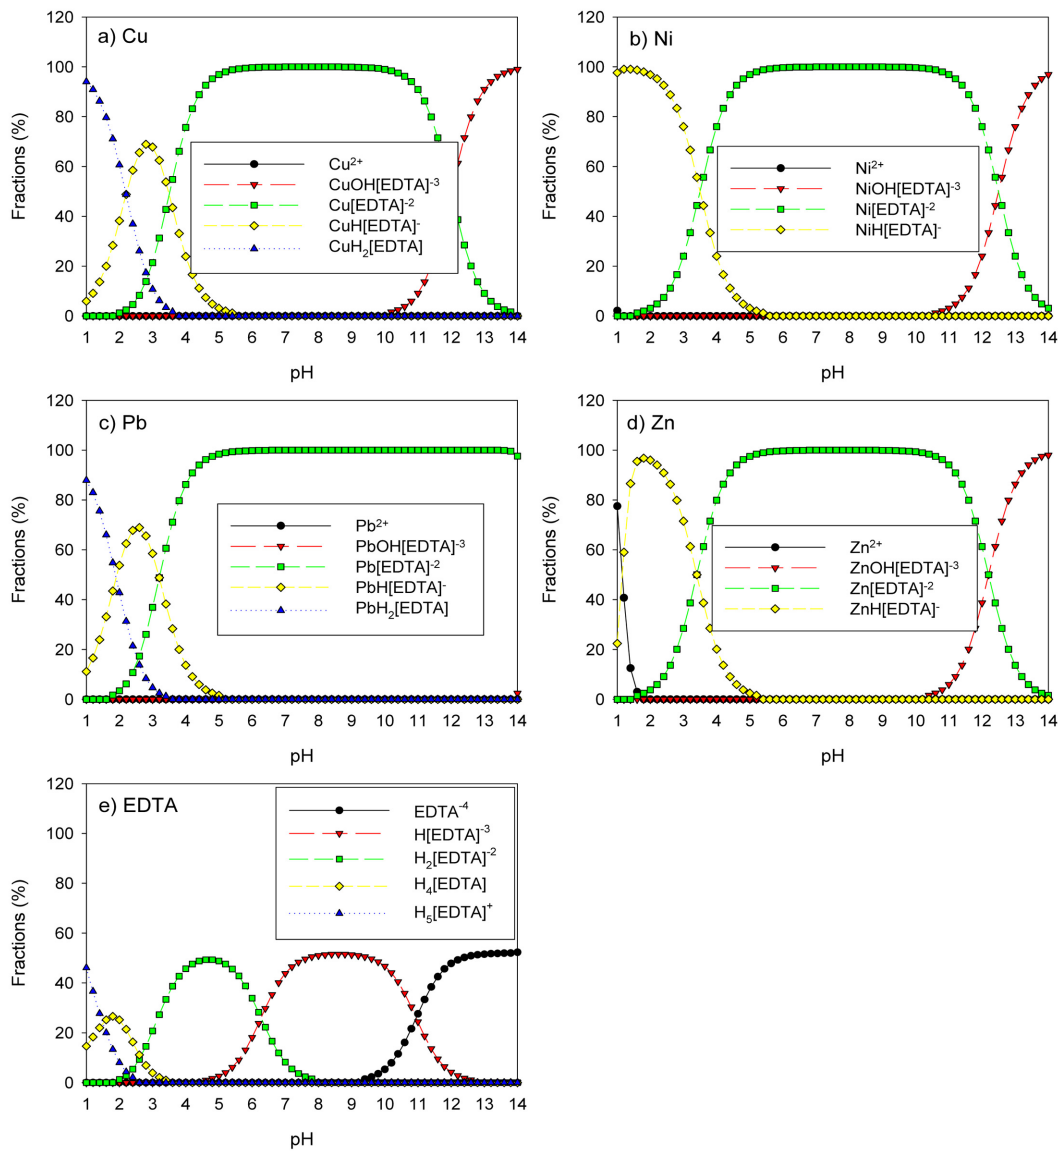 a) Cu
Fractions (%)
120
100
80
60
40
20
0
Cu2+
CuOH[EDTA]-3
Cu[EDTA]-2
CuH[EDTA]-
CuH2[EDTA]
1 2 3 4 5 6 7 8 9 10 11 12 13 14
pH
b) Ni
Fractions (%)
120
100
80
60
40
20
0
Ni2+
NiOH[EDTA]-3
Ni[EDTA]-2
NiH[EDTA]-
1 2 3 4 5 6 7 8 9 10 11 12 13 14
pH
c) Pb
Fractions (%)
120
100
80
60
40
20
0
Pb2+
PbOH[EDTA]-3
Pb[EDTA]-2
PbH[EDTA]-
PbH2[EDTA]
1 2 3 4 5 6 7 8 9 10 11 12 13 14
pH
d) Zn
Fractions (%)
120
100
80
60
40
20
0
Zn2+
ZnOH[EDTA]-3
Zn[EDTA]-2
ZnH[EDTA]-
1 2 3 4 5 6 7 8 9 10 11 12 13 14
pH
e) EDTA
Fractions (%)
120
100
80
60
40
20
0
EDTA-4
H[EDTA]-3
H2[EDTA]-2
H4[EDTA]
H5[EDTA]+
1 2 3 4 5 6 7 8 9 10 11 12 13 14
pH